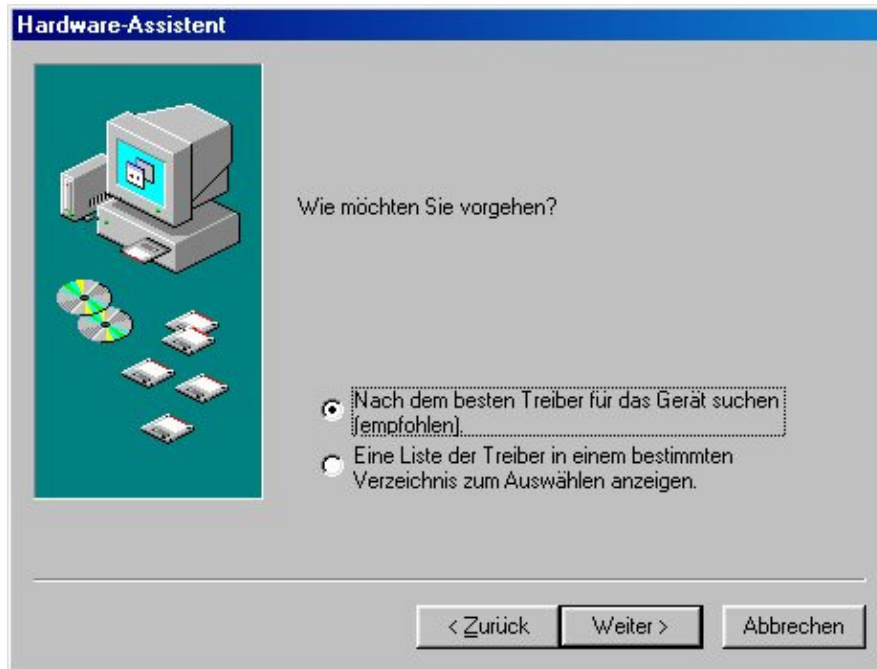 Hardware-Assistent
Wie möchten Sie vorgehen?
Nach dem besten Treiber für das Gerät suchen
(empfohlen).
Eine Liste der Treiber in einem bestimmten
Verzeichnis zum Auswählen anzeigen.
< Zurück
Weiter >
Abbrechen